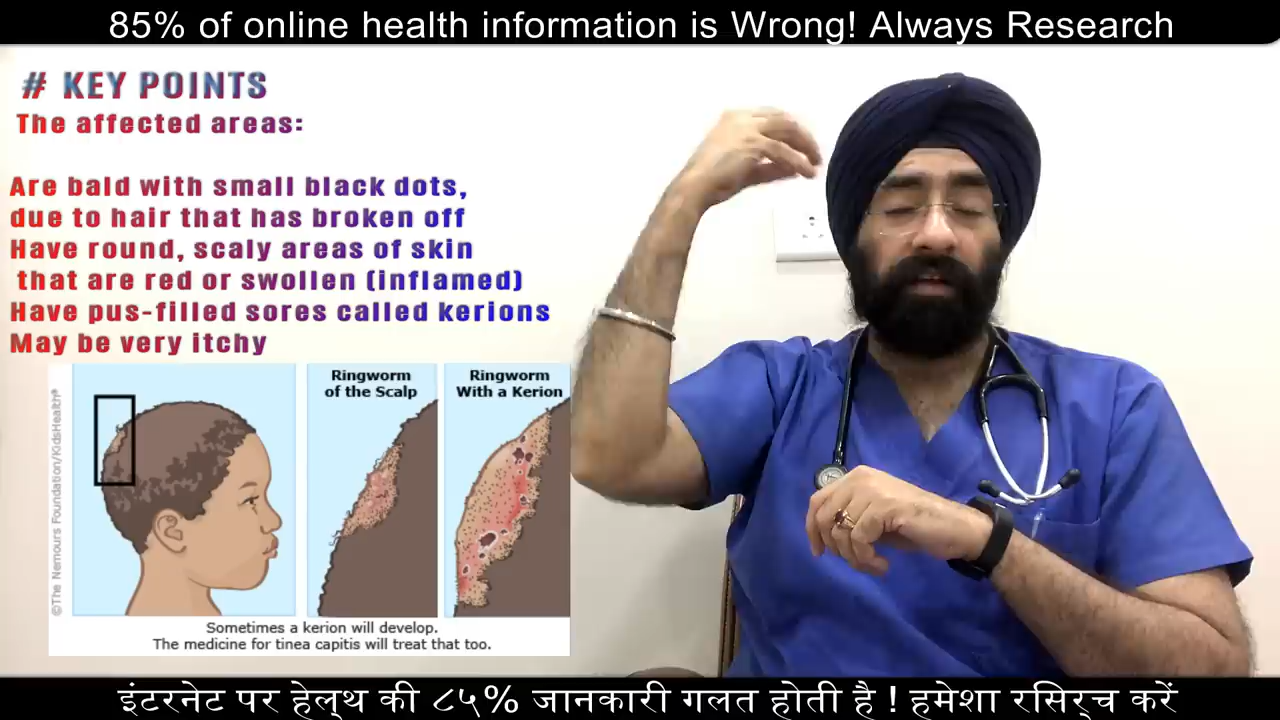 85% of online health information is Wrong! Always Research
# KEY POINTS
The affected areas:
Are bald with small black dots,
due to hair that has broken off
Have round, scaly areas of skin
that are red or swollen (inflamed)
Have pus-filled sores called kerions
May be very itchy
Ringworm
of the Scalp
Ringworm
With a Kerion
©The Nemours Foundation/KidsHealth®
Sometimes a kerion will develop.
The medicine for tinea capitis will treat that too.
इंटरनेट पर हेल्थ की ८५% जानकारी गलत होती है ! हमेशा रिसर्च करें